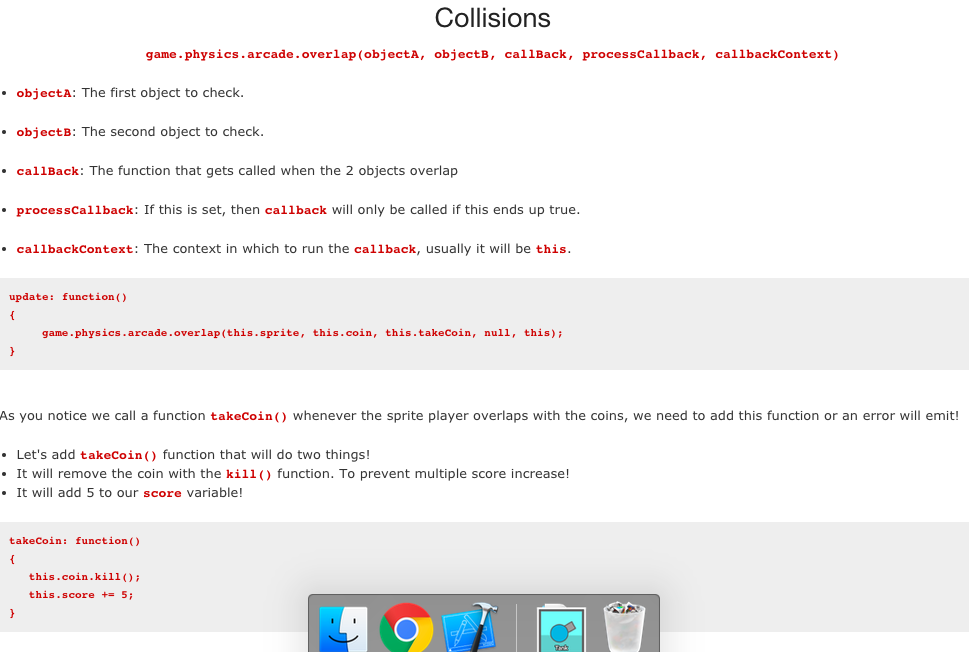 Collisions
game.physics.arcade.overlap(objectA, objectB, callBack, processCallback, callbackContext)
• objectA: The first object to check.
• objectB: The second object to check.
• callBack: The function that gets called when the 2 objects overlap
• processCallback: If this is set, then callback will only be called if this ends up true.
• callbackContext: The context in which to run the callback, usually it will be this.
update: function()
{
game.physics.arcade.overlap(this.sprite, this.coin, this.takeCoin, null, this);
}
As you notice we call a function takeCoin() whenever the sprite player overlaps with the coins, we need to add this function or an error will emit!
• Let's add takeCoin() function that will do two things!
• It will remove the coin with the kill() function. To prevent multiple score increase!
• It will add 5 to our score variable!
takeCoin: function()
{
this.coin.kill();
this.score += 5;
}
Tank